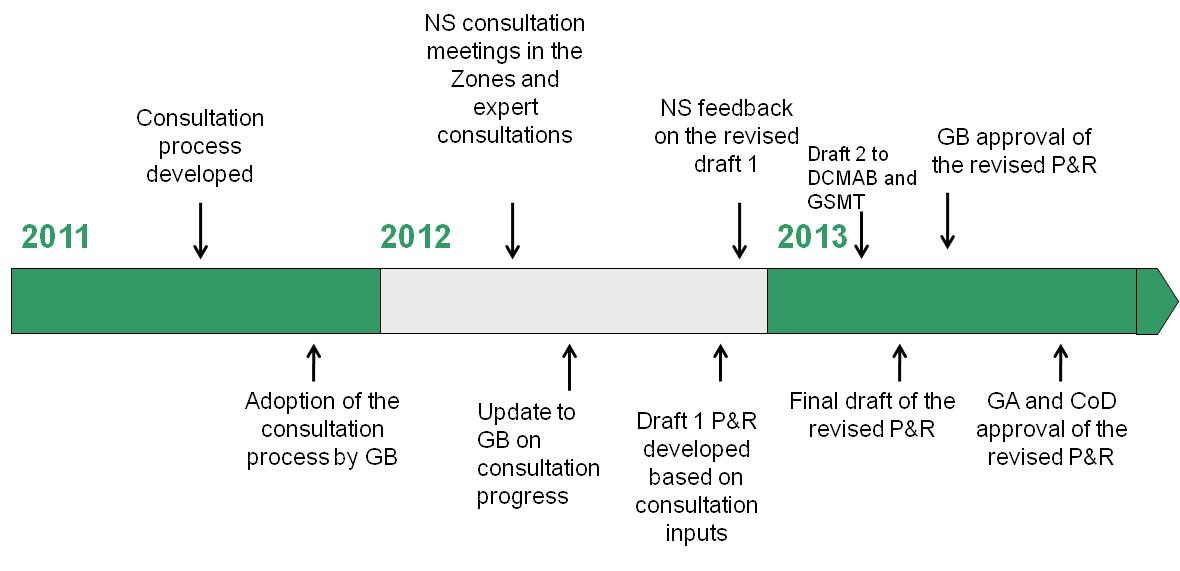 NS consultation
meetings in the
Zones and
expert
consultations
Consultation
process
developed
NS feedback
on the revised
draft 1
Draft 2 to
DCMAB and
GSMT
GB approval of
the revised P&R
2011
2012
2013
Adoption of the
consultation
process by GB
Update to
GB on
consultation
progress
Draft 1 P&R
developed
based on
consultation
inputs
Final draft of the
revised P&R
GA and CoD
approval of the
revised P&R